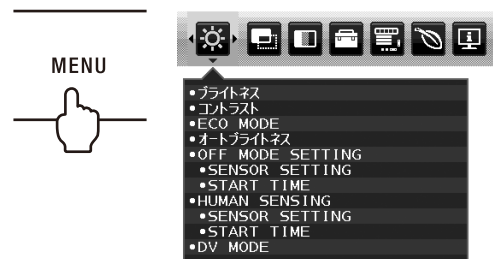 MENU
•ブライトネス
•コントラスト
•ECO MODE
•オートブライトネス
•OFF MODE SETTING
•SENSOR SETTING
•START TIME
•HUMAN SENSING
•SENSOR SETTING
•START TIME
•DV MODE